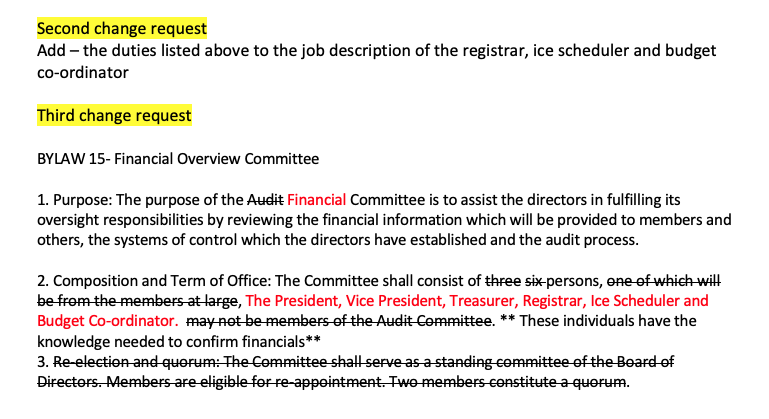 Second change request
Add – the duties listed above to the job description of the registrar, ice scheduler and budget
co-ordinator
Third change request
BYLAW 15- Financial Overview Committee
1. Purpose: The purpose of the Audit Financial Committee is to assist the directors in fulfilling its
oversight responsibilities by reviewing the financial information which will be provided to members and
others, the systems of control which the directors have established and the audit process.
2. Composition and Term of Office: The Committee shall consist of three six persons, one of which will
be from the members at large, The President, Vice President, Treasurer, Registrar, Ice Scheduler and
Budget Co-ordinator. may not be members of the Audit Committee. ** These individuals have the
knowledge needed to confirm financials**
3. Re-election and quorum: The Committee shall serve as a standing committee of the Board of
Directors. Members are eligible for re-appointment. Two members constitute a quorum.